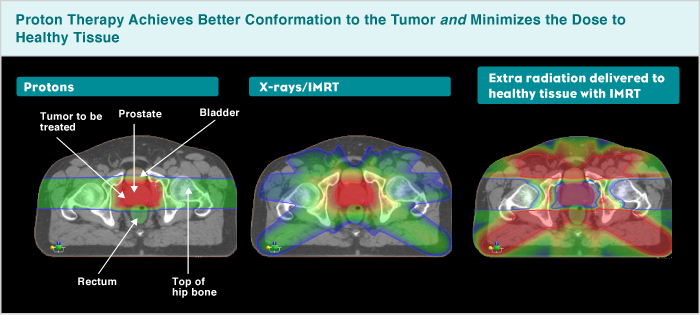 Proton Therapy Achieves Better Conformation to the Tumor and Minimizes the Dose to
Healthy Tissue
Protons
X-rays/IMRT
Extra radiation delivered to
healthy tissue with IMRT
Tumor to be
treated
Prostate
Bladder
Rectum
Top of
hip bone